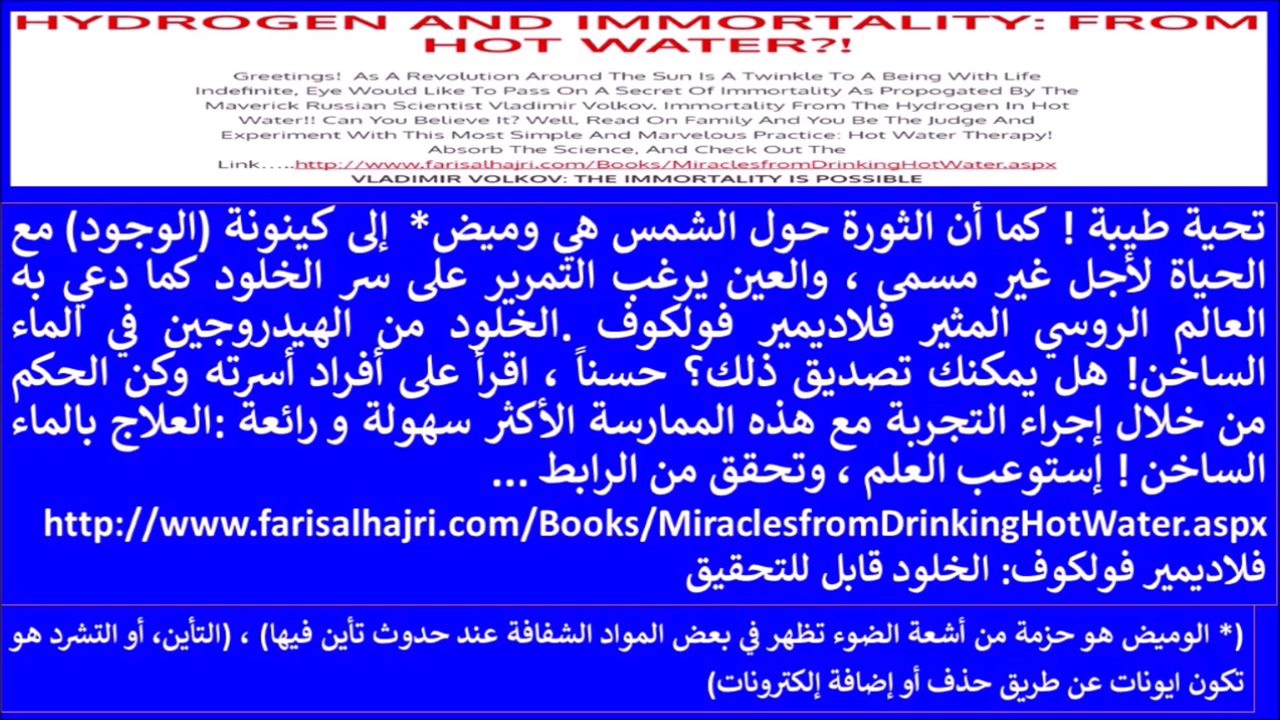 HYDROGEN AND IMMORTALITY: FROM
HOT WATER?!
Greetings! As A Revolution Around The Sun Is A Twinkle To A Being With Life
Indefinite, Eye Would Like To Pass On A Secret Of Immortality As Propogated By The
Maverick Russian Scientist Vladimir Volkov. Immortality From The Hydrogen In Hot
Water!! Can You Believe It? Well, Read On Family And You Be The Judge And
Experiment With This Most Simple And Marvelous Practice: Hot Water Therapy!
Absorb The Science, And Check Out The
Link.....http://www.farisalhajri.com/Books/MiraclesfromDrinkingHotWater.aspx
VLADIMIR VOLKOV: THE IMMORTALITY IS POSSIBLE
تحية طيبة ! كما أن الثورة حول الشمس هي وميض* إلى كينونة (الوجود) مع
الحياة لأجل غير مسمى ، والعين يرغب التمرير على سر الخلود كما دعي به
العالم الروسي المثير فلاديمير فولكوف .الخلود من الهيدروجين في الماء
الساخن! هل يمكنك تصديق ذلك؟ حسناً ، اقرأ على أفراد أسرته وكن الحكم
من خلال إجراء التجربة مع هذه الممارسة الأكثر سهولة و رائعة :العلاج بالماء
الساخن ! إستوعب العلم ، وتحقق من الرابط ...
http://www.farisalhajri.com/Books/MiraclesfromDrinkingHotWater.aspx
فلاديمير فولكوف: الخلود قابل للتحقيق
(* الوميض هو حزمة من أشعة الضوء تظهر في بعض المواد الشفافة عند حدوث تأين فيها) ، (التأين، أو التشرد هو
تكون ايونات عن طريق حذف أو إضافة إلكترونات)